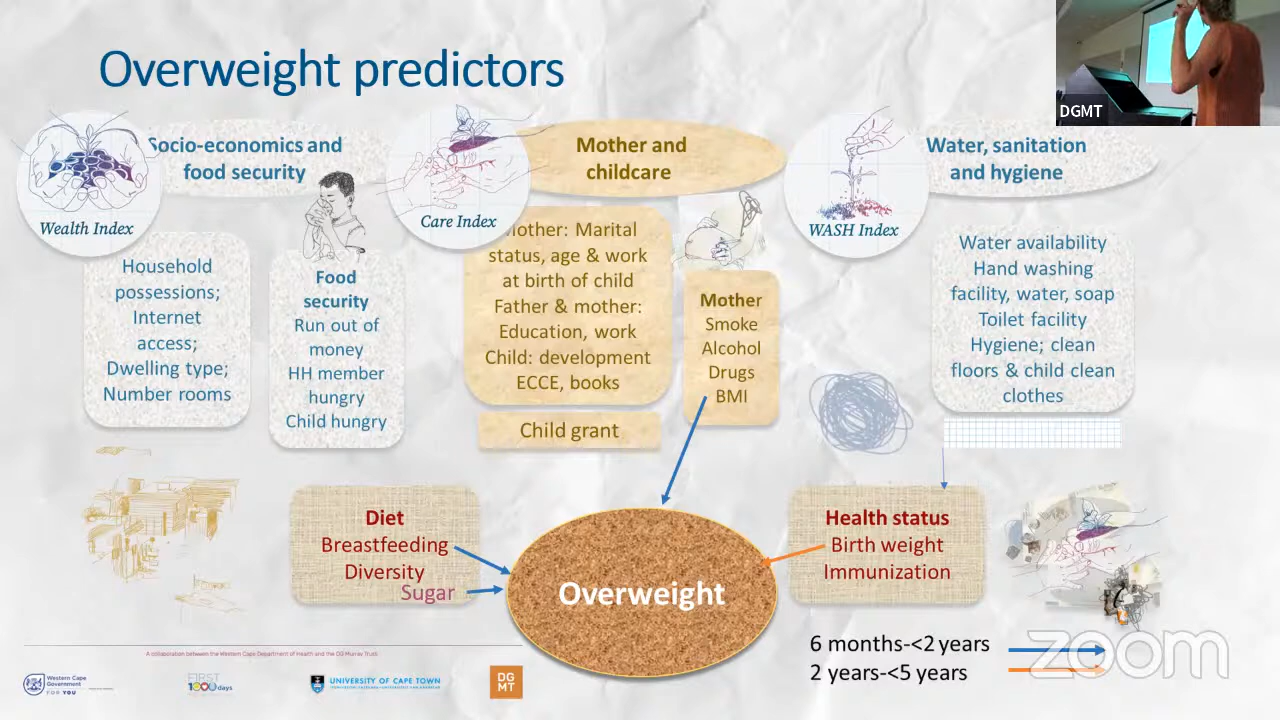 Overweight predictors
DGMT
Socio-economics and
food security
Wealth Index
Household
possessions;
Internet
access;
Dwelling type;
Number rooms
Food
security
Run out of
money
HH member
hungry
Child hungry
Mother and
childcare
Care Index
Mother: Marital
status, age & work
at birth of child
Father & mother:
Education, work
Child: development
ECCE, books
Child grant
Mother
Smoke
Alcohol
Drugs
BMI
Water, sanitation
and hygiene
WASH Index
Water availability
Hand washing
facility, water, soap
Toilet facility
Hygiene; clean
floors & child clean
clothes
Diet
Breastfeeding
Diversity
Sugar
Overweight
Health status
Birth weight
Immunization
6 months-<2 years
2 years-<5 years
zoom
A collaboration between the Western Cape Department of Health and the DG Murray Trust
Western Cape
Government
FOR YOU
FIRST
1000 days
UNIVERSITY OF CAPE TOWN
DG
MT